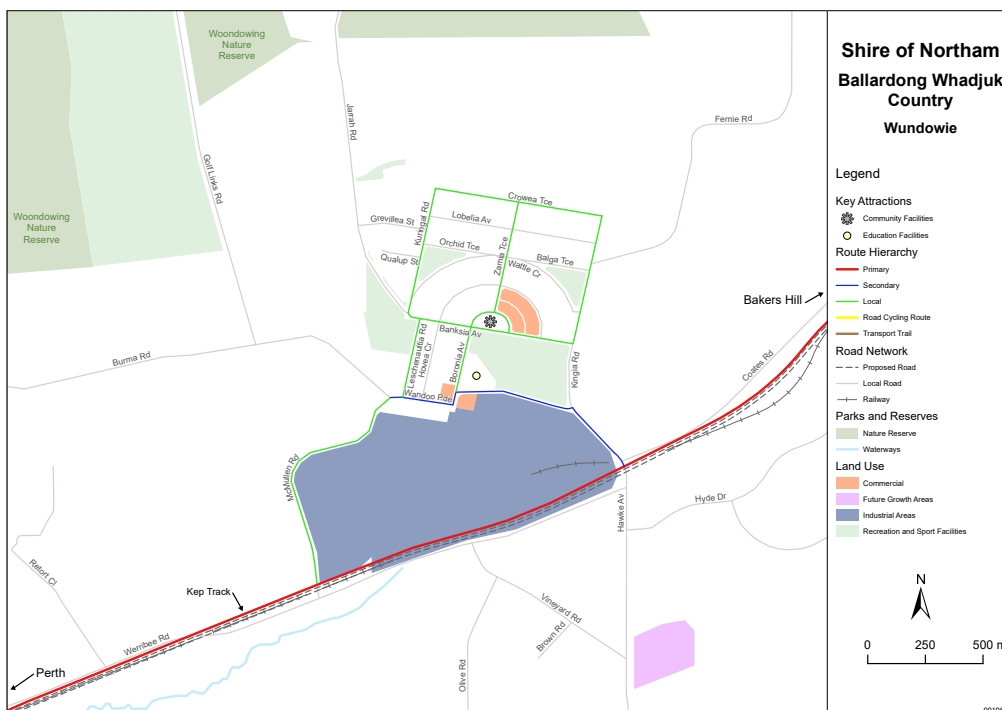 Shire of Northam
Ballardong Whadjuk
Country
Wundowie
Legend
Key Attractions
Community Facilities
Education Facilities
Route Hierarchy
Primary
Secondary
Local
Road Cycling Route
Transport Trail
Road Network
Proposed Road
Local Road
Railway
Parks and Reserves
Nature Reserve
Waterways
Land Use
Commercial
Future Growth Areas
Industrial Areas
Recreation and Sport Facilities
N
0 250 500 m
Woondowing
Nature
Reserve
Woondowing
Nature
Reserve
Golf Links Rd
Jarrah Rd
Fernie Rd
Crowea Tce
Kuringal Rd
Lobelia Av
Grevillea St
Orchid Tce
Zamia Tce
Qualup St
Balga Tce
Wattle Cr
Bakers Hill
Banksia Av
Leschenautia Rd
Hovea Cr
Boronia Av
Kingia Rd
Coates Rd
Burma Rd
Wandoo Pde
McMullen Rd
Hawke Av
Hyde Dr
Retort Cl
Kep Track
Werribee Rd
Vineyard Rd
Brown Rd
Olive Rd
Perth